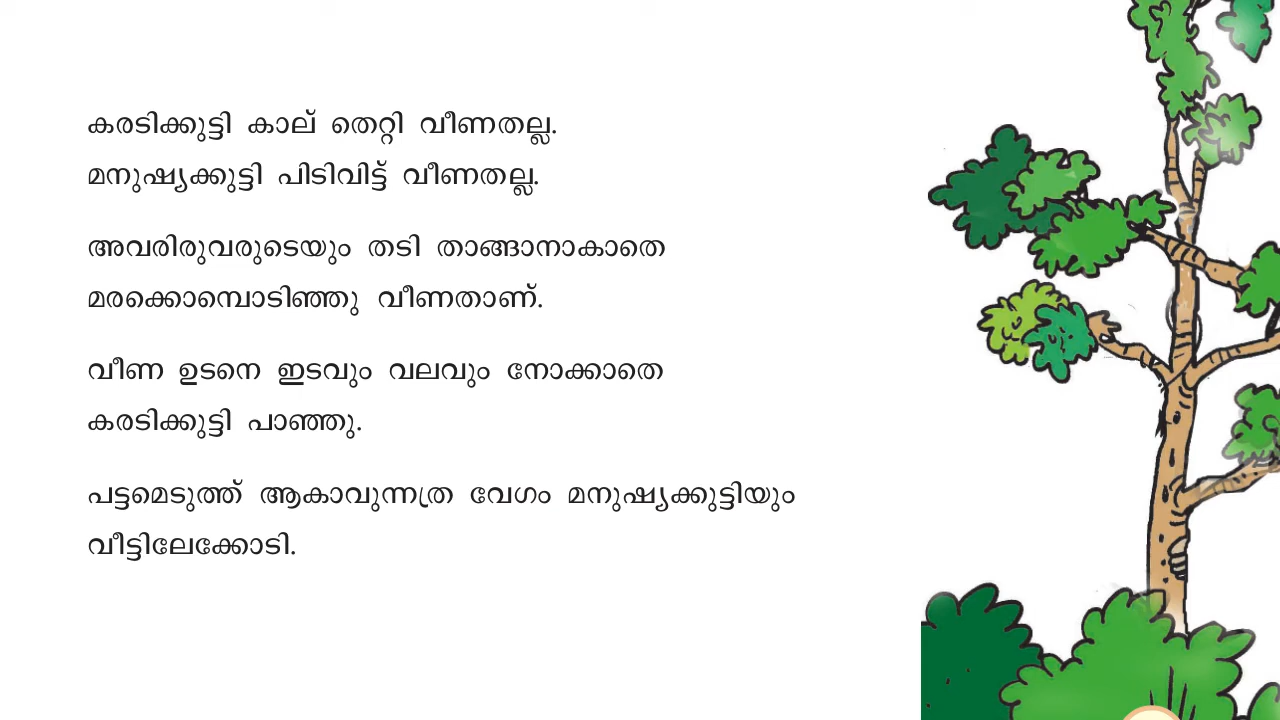 കരടിക്കുട്ടി കാല് തെറ്റി വീണതല്ല.
മനുഷ്യക്കുട്ടി പിടിവിട്ട് വീണതല്ല.
അവരിരുവരുടെയും തടി താങ്ങാനാകാതെ
മരക്കൊമ്പൊടിഞ്ഞു വീണതാണ്.
വീണ ഉടനെ ഇടവും വലവും നോക്കാതെ
കരടിക്കുട്ടി പാഞ്ഞു.
പട്ടമെടുത്ത് ആകാവുന്നത്ര വേഗം മനുഷ്യക്കുട്ടിയും
വീട്ടിലേക്കോടി.